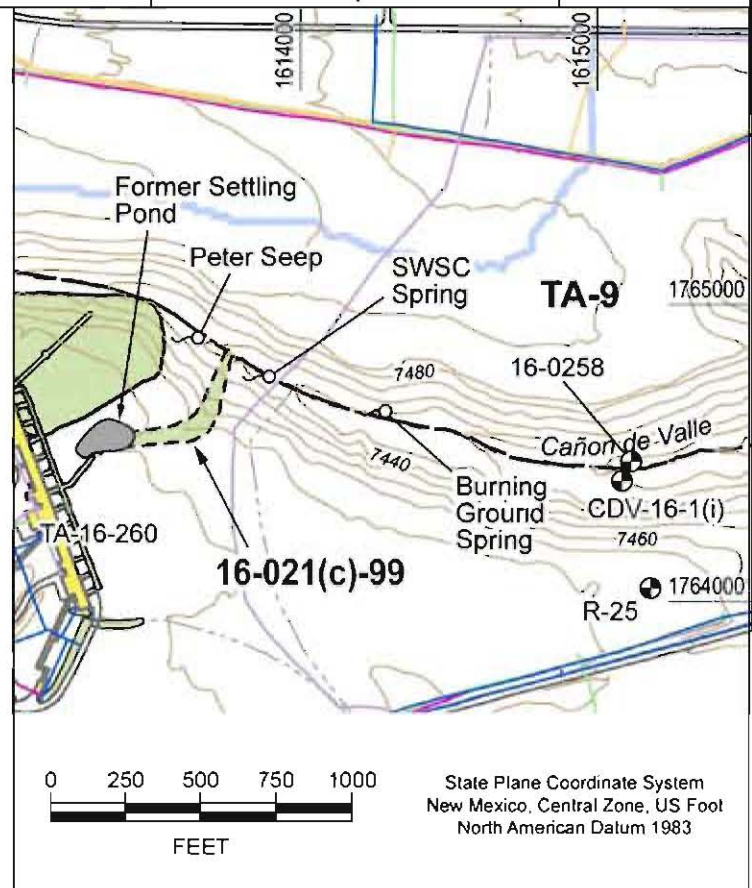 1614000
1615000
Former Settling
Pond
Peter Seep
SWSC
Spring
TA-9
1765000
16-0258
7480
Cañon de Valle
7440
Burning
Ground
Spring
CDV-16-1(i)
7460
TA-16-260
16-021(c)-99
1764000
R-25
0 250 500 750 1000
FEET
State Plane Coordinate System
New Mexico, Central Zone, US Foot
North American Datum 1983